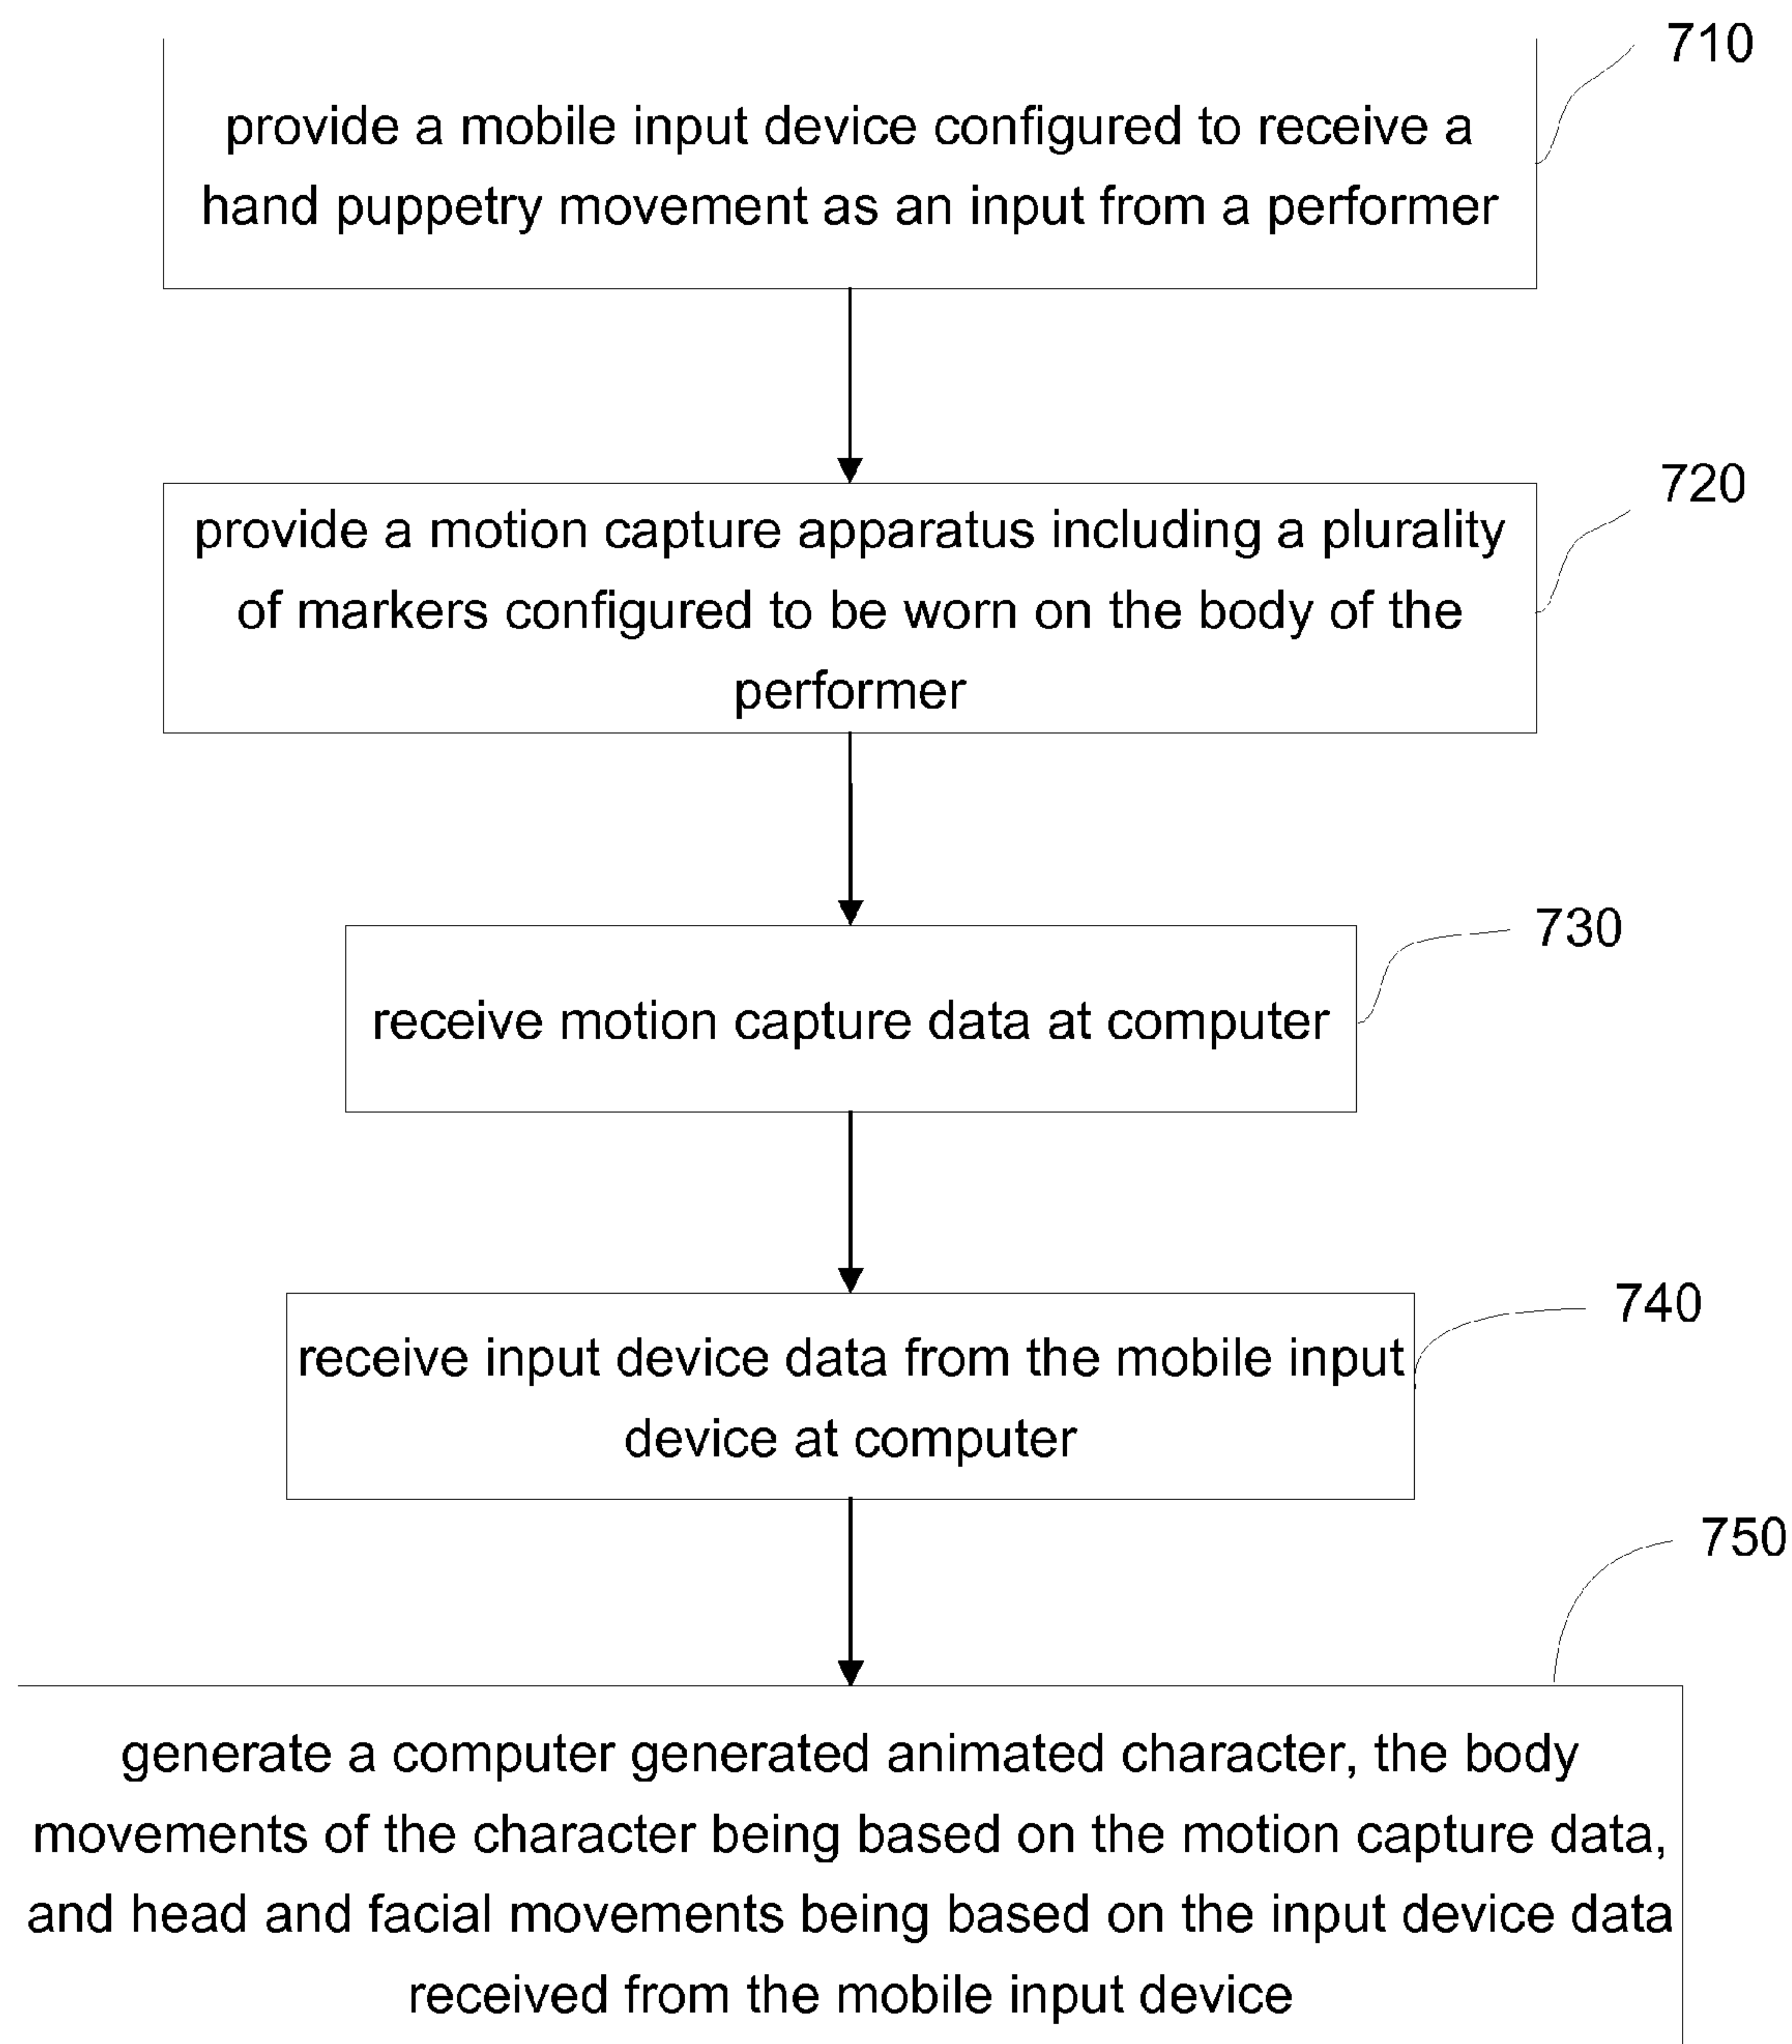 710
provide a mobile input device configured to receive a
hand puppetry movement as an input from a performer
720
provide a motion capture apparatus including a plurality
of markers configured to be worn on the body of the
performer
730
receive motion capture data at computer
740
receive input device data from the mobile input
device at computer
750
generate a computer generated animated character, the body
movements of the character being based on the motion capture data,
and head and facial movements being based on the input device data
received from the mobile input device